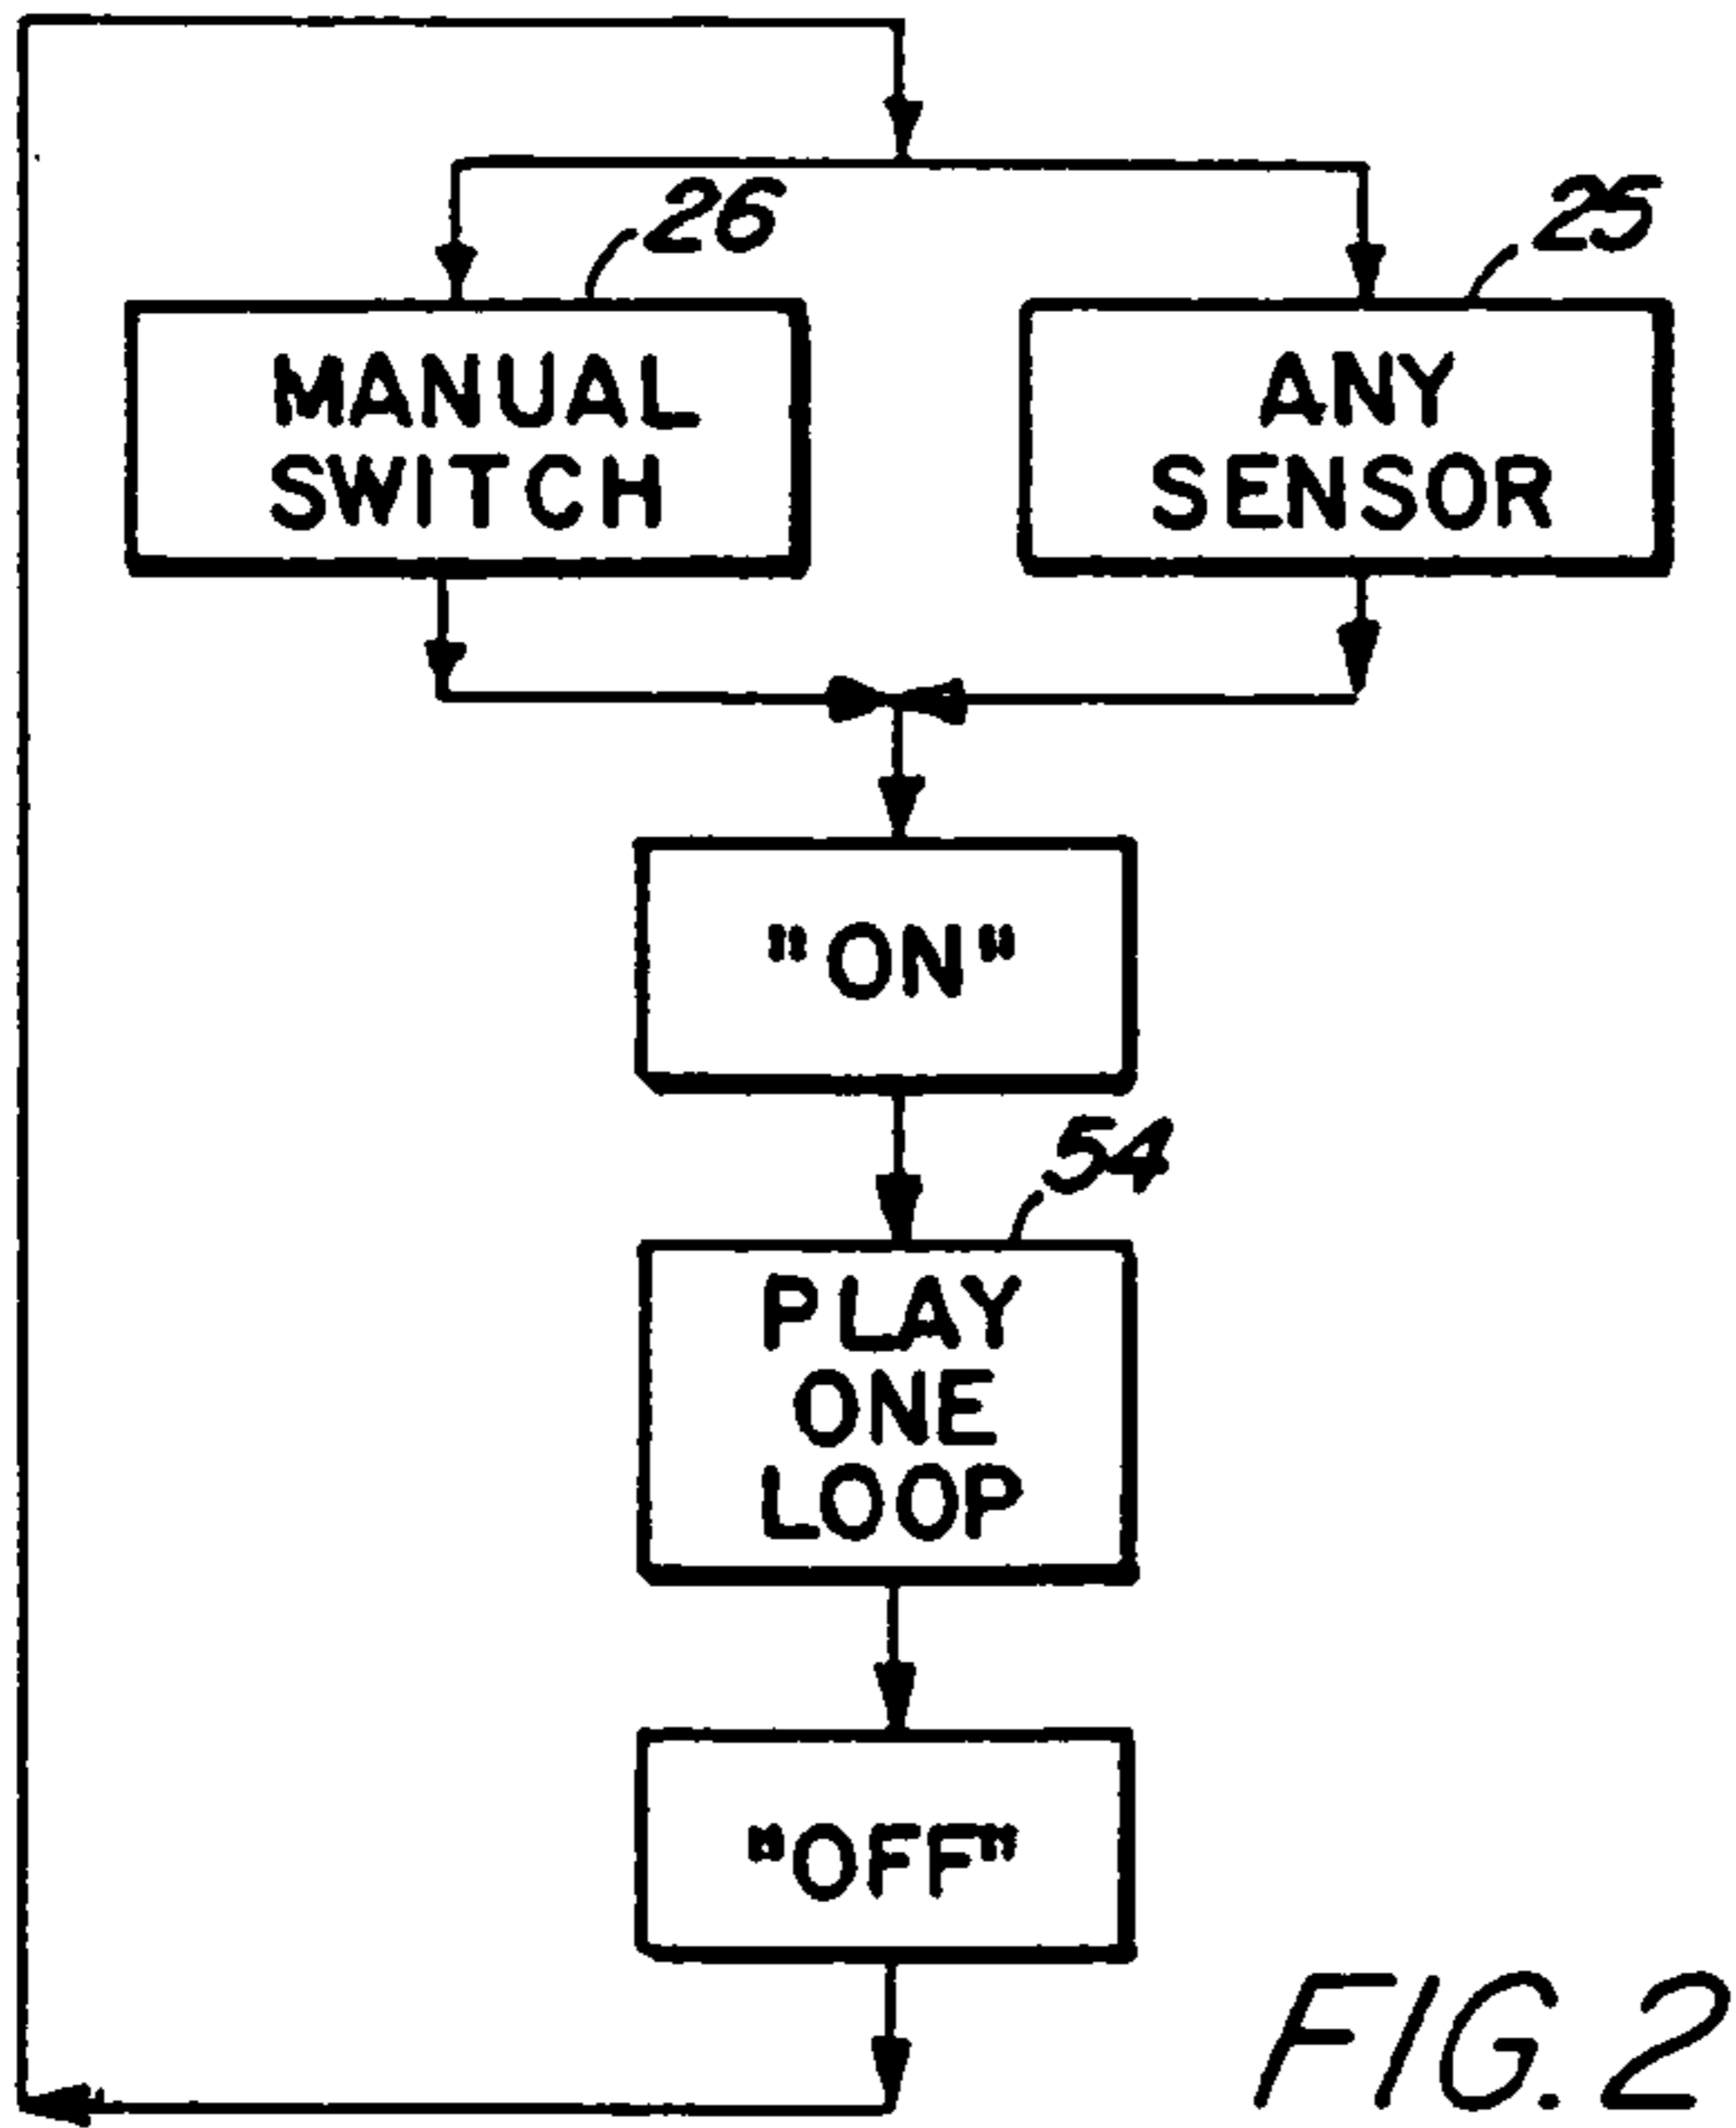 26
25
MANUAL
SWITCH
ANY
SENSOR
"ON"
54
PLAY
ONE
LOOP
"OFF"
FIG. 2